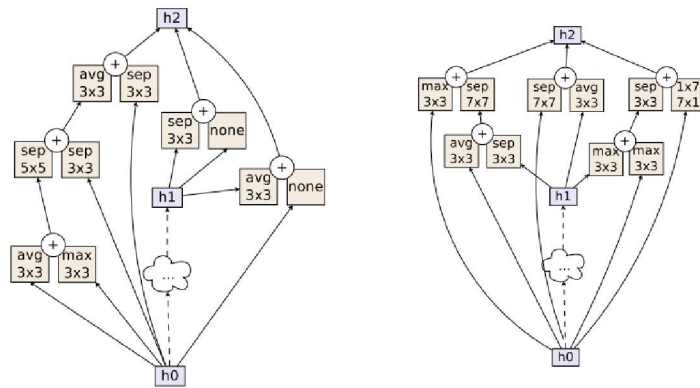 h2
avg 3x3
+
sep 3x3
sep 3x3
+
none
sep 5x5
+
sep 3x3
avg 3x3
+
none
h1
avg 3x3
+
max 3x3
...
h0
h2
max 3x3
+
sep 7x7
sep 7x7
+
avg 3x3
sep 3x3
+
1x7 7x1
avg 3x3
+
sep 3x3
max 3x3
+
max 3x3
h1
...
h0